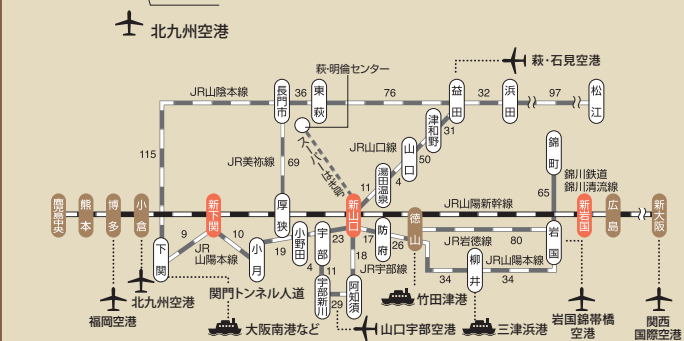 北九州空港
萩・石見空港
萩・明倫センター
JR山陰本線
長門市
36
東萩
76
益田
32
浜田
97
松江
115
JR美祢線
69
スーパーはぎ号
JR山口線
津和野
31
山口
50
4
湯田温泉
11
錦町
65
錦川鉄道
錦川清流線
JR山陽新幹線
鹿児島中央
熊本
博多
小倉
新下関
厚狭
新山口
徳山
新岩国
広島
新大阪
下関
9
JR
山陽本線
10
小月
19
小野田
宇部
23
4
11
宇部新川
29
阿知須
18
JR宇部線
17
防府
26
JR岩徳線
80
岩国
34
柳井
JR山陽本線
34
福岡空港
北九州空港
関門トンネル人道
大阪南港など
山口宇部空港
竹田津港
三津浜港
岩国錦帯橋
空港
関西
国際空港